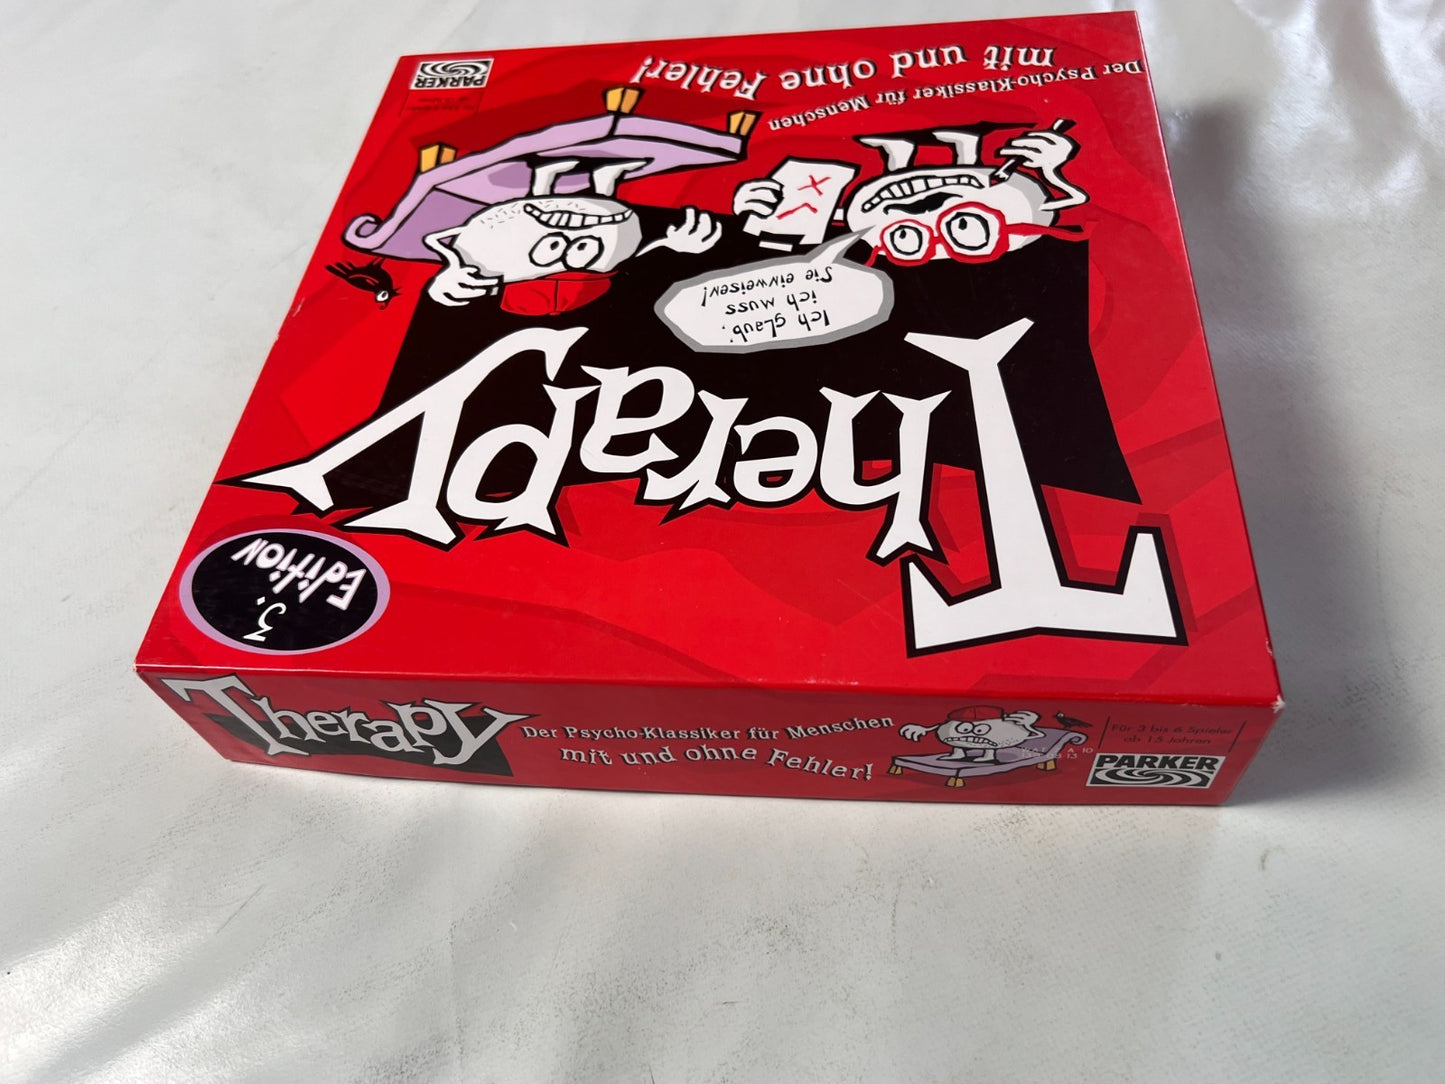 PARKER
Der Psycho-Klassiker für Menschen
mit und ohne Fehler!
Ich glaub'
ich muss
Sie einweisen!
Therapy
3.
Edition
Therapy
Der Psycho-Klassiker für Menschen
mit und ohne Fehler!
Für 3 bis 6 Spieler
ab 15 Jahren
PARKER